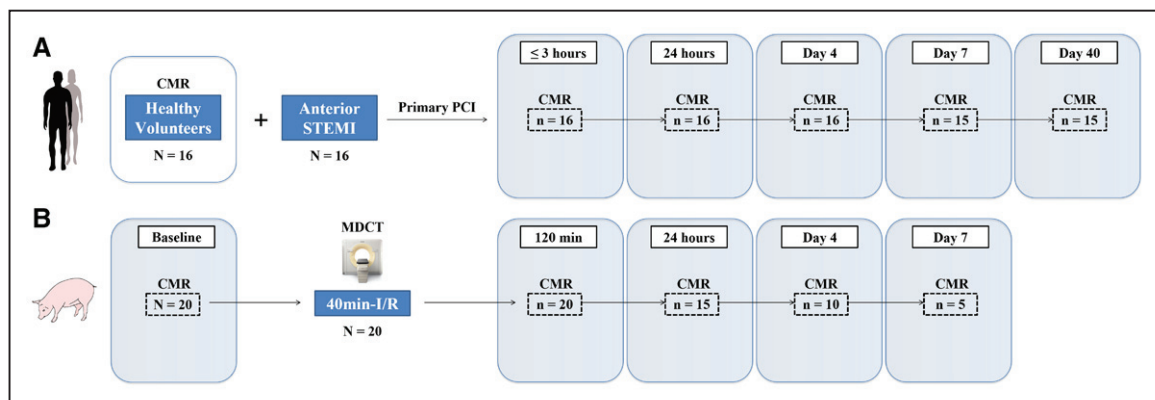 A
CMR
Healthy
Volunteers
N = 16
+
Anterior
STEMI
N = 16
Primary PCI
≤ 3 hours
CMR
n = 16
24 hours
CMR
n = 16
Day 4
CMR
n = 16
Day 7
CMR
n = 15
Day 40
CMR
n = 15
B
Baseline
CMR
N = 20
MDCT
40min-I/R
N = 20
120 min
CMR
n = 20
24 hours
CMR
n = 15
Day 4
CMR
n = 10
Day 7
CMR
n = 5